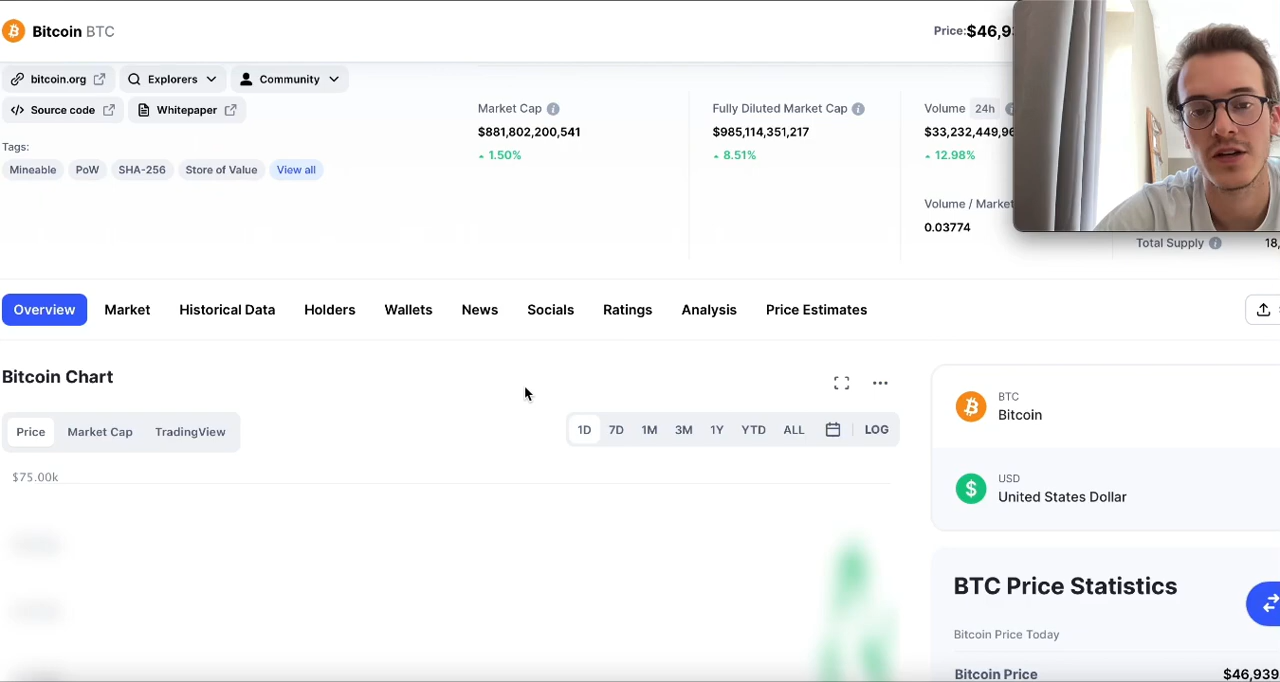 Bitcoin BTC
Price:$46,9
bitcoin.org
Explorers
Community
Source code
Whitepaper
Tags:
Mineable
PoW
SHA-256
Store of Value
View all
Market Cap
$881,802,200,541
1.50%
Fully Diluted Market Cap
$985,114,351,217
8.51%
Volume 24h
$33,232,449,96
12.98%
Volume / Market
0.03774
Total Supply 18,
Overview
Market
Historical Data
Holders
Wallets
News
Socials
Ratings
Analysis
Price Estimates
Bitcoin Chart
Price
Market Cap
TradingView
1D
7D
1M
3M
1Y
YTD
ALL
LOG
$75.00k
BTC
Bitcoin
USD
United States Dollar
BTC Price Statistics
Bitcoin Price Today
Bitcoin Price $46,939